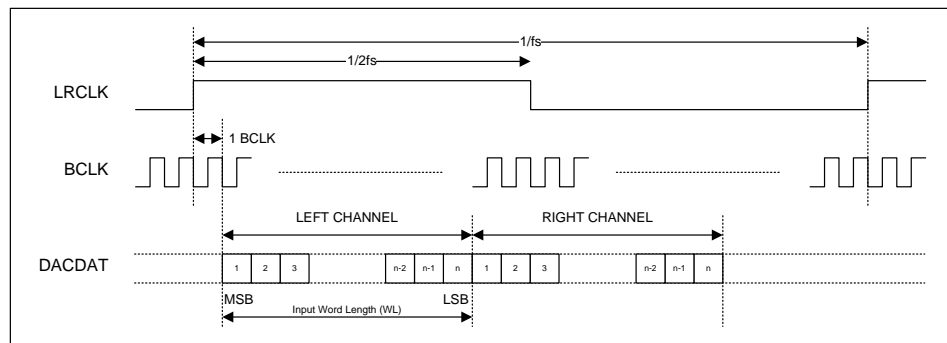 1/fs
1/2fs
LRCLK
1 BCLK
BCLK
LEFT CHANNEL
RIGHT CHANNEL
DACDAT
1 2 3 n-2 n-1 n 1 2 3 n-2 n-1 n
MSB LSB
Input Word Length (WL)